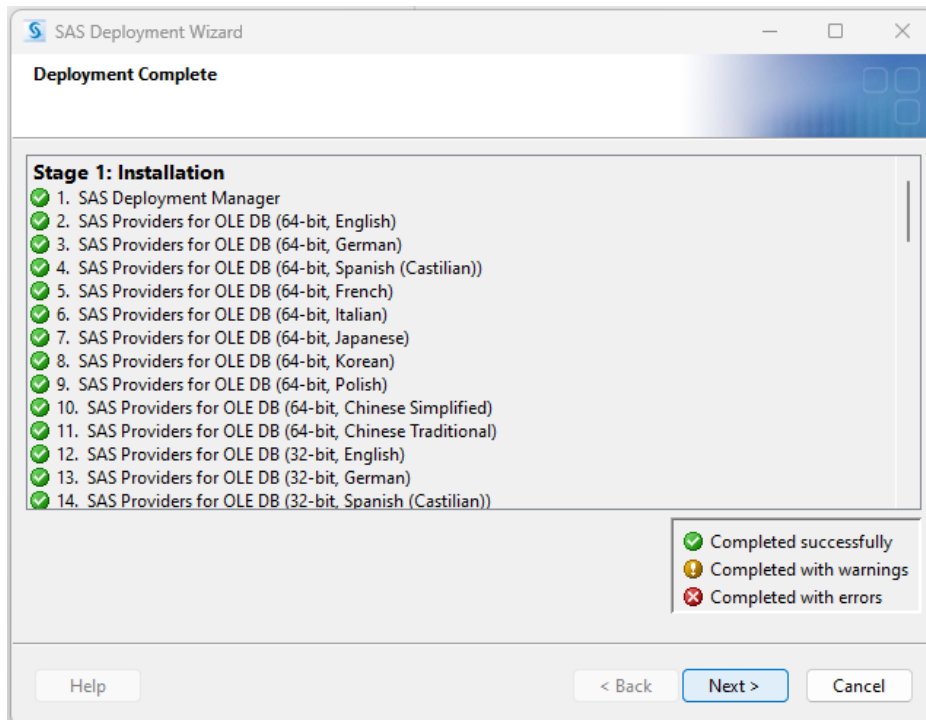 SAS Deployment Wizard
Deployment Complete
Stage 1: Installation
1. SAS Deployment Manager
2. SAS Providers for OLE DB (64-bit, English)
3. SAS Providers for OLE DB (64-bit, German)
4. SAS Providers for OLE DB (64-bit, Spanish (Castilian))
5. SAS Providers for OLE DB (64-bit, French)
6. SAS Providers for OLE DB (64-bit, Italian)
7. SAS Providers for OLE DB (64-bit, Japanese)
8. SAS Providers for OLE DB (64-bit, Korean)
9. SAS Providers for OLE DB (64-bit, Polish)
10. SAS Providers for OLE DB (64-bit, Chinese Simplified)
11. SAS Providers for OLE DB (64-bit, Chinese Traditional)
12. SAS Providers for OLE DB (32-bit, English)
13. SAS Providers for OLE DB (32-bit, German)
14. SAS Providers for OLE DB (32-bit, Spanish (Castilian))
Completed successfully
Completed with warnings
Completed with errors
Help
< Back
Next >
Cancel